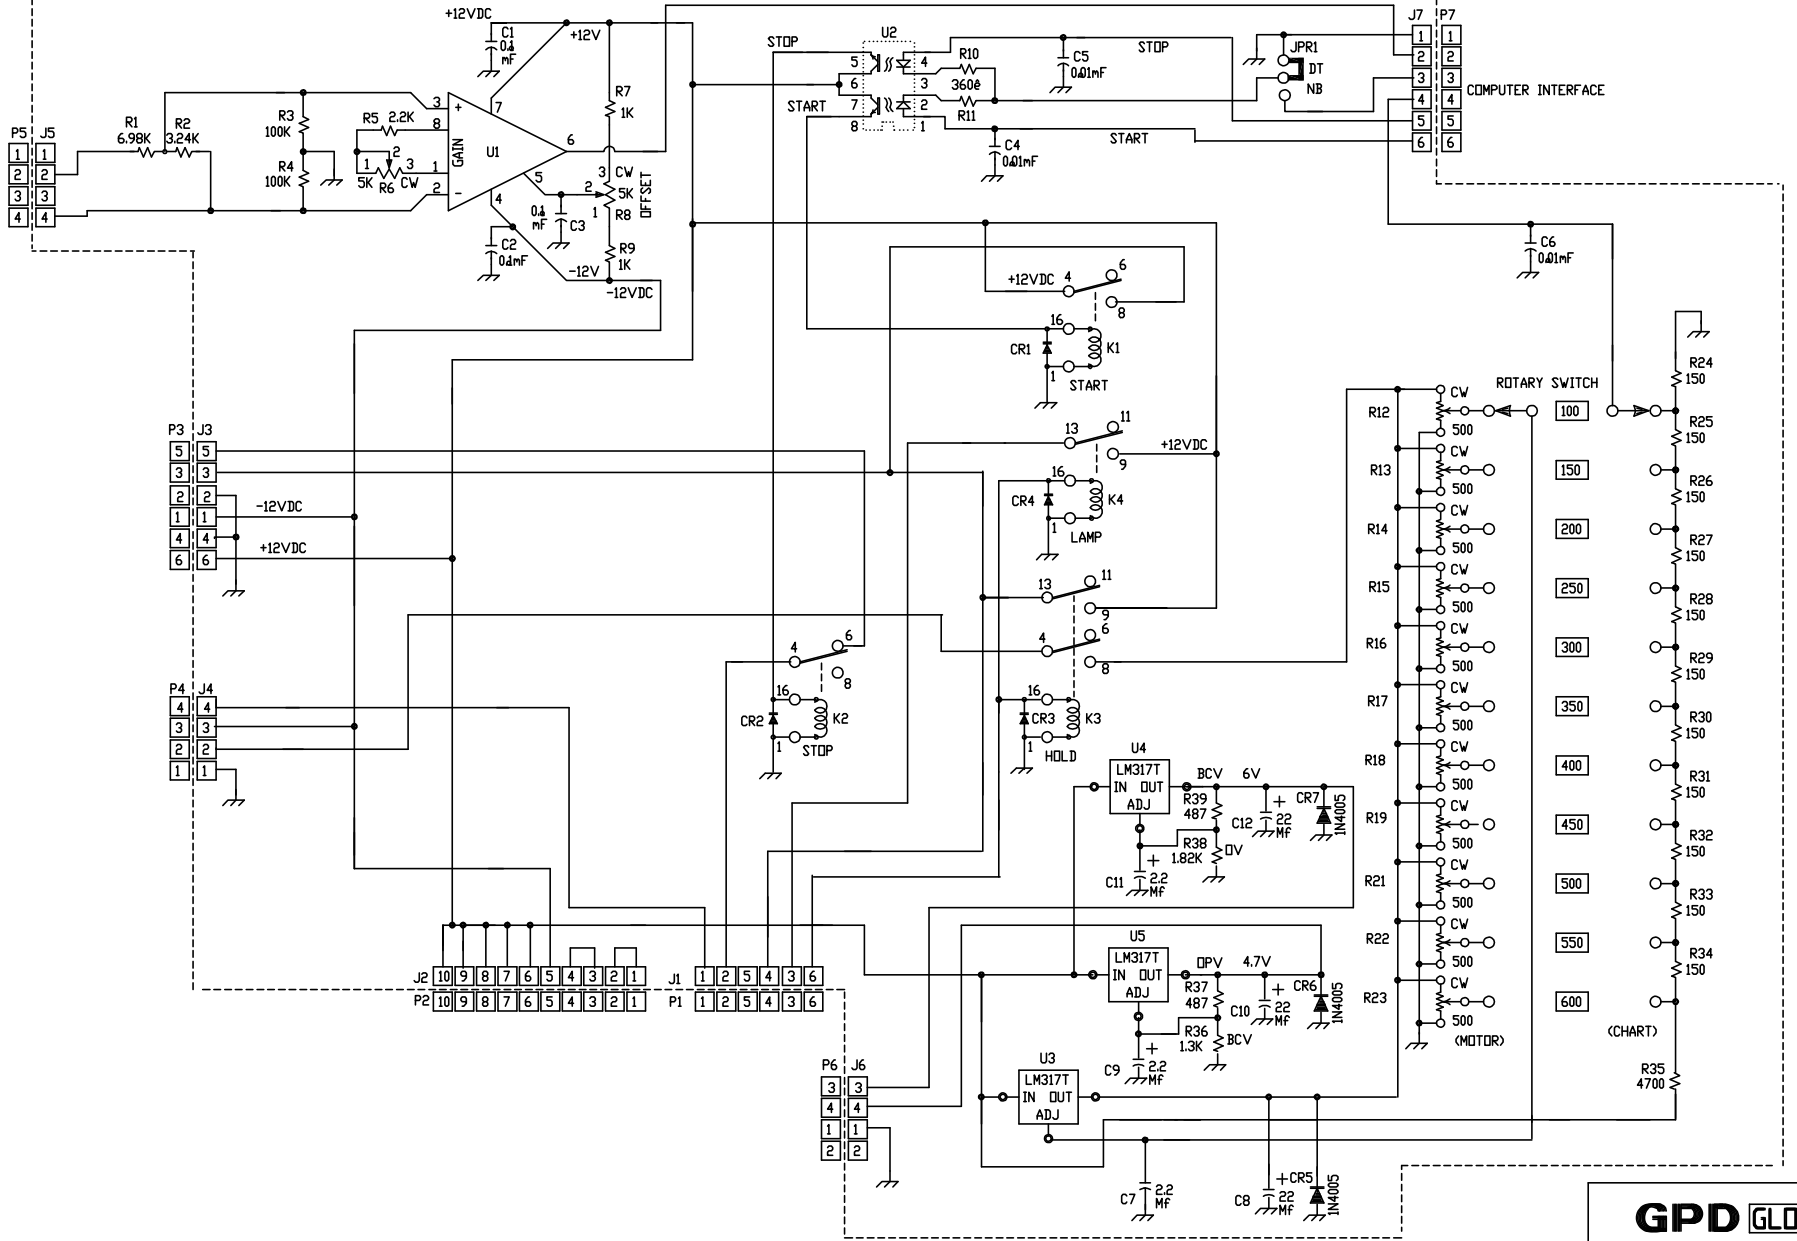 +12VDC
C1
0.1
mF
+12V
R7
1K
R3
100K
R4
100K
R5 2.2K
P5 J5
R1
6.98K
R2
3.24K
1 1
2 2
3 3
4 4
3
+
8
7
GAIN
U1
6
1
2
-
5
4
1
2
3
5K R6 CW
3 CW
2
5K
1
R8
OFFSET
0.1
mF
C3
C2
0.1mF
R9
1K
-12V
-12VDC
U2
STOP
5
4
6
3
START
7
2
8
1
R10
360è
R11
C5
0.01mF
STOP
C4
0.01mF
START
JPR1
DT
NB
J7 P7
1 1
2 2
3 3
4 4
5 5
6 6
COMPUTER INTERFACE
C6
0.01mF
+12VDC 4
6
8
16
CR1
K1
1
START
13
11
9
+12VDC
16
CR4
K4
1
LAMP
13
11
9
4
6
8
16
CR3
K3
1
HOLD
4
6
8
16
CR2
K2
1
STOP
P3 J3
5 5
3 3
2 2
1 1
4 4
6 6
-12VDC
+12VDC
P4 J4
4 4
3 3
2 2
1 1
J2
10 9 8 7 6 5 4 3 2 1
P2
10 9 8 7 6 5 4 3 2 1
J1
1 2 5 4 3 6
P1
1 2 5 4 3 6
U4
LM317T
IN OUT
ADJ
BCV 6V
R39
487
R38
1.82K
OV
C12
+
22
Mf
CR7
1N4005
C11
+
2.2
Mf
U5
LM317T
IN OUT
ADJ
OPV 4.7V
R37
487
R36
1.3K
BCV
C10
+
22
Mf
CR6
1N4005
C9
+
2.2
Mf
U3
LM317T
IN OUT
ADJ
C7
2.2
Mf
C8
+
22
Mf
CR5
1N4005
P6 J6
3 3
4 4
1 1
2 2
ROTARY SWITCH
R12
CW
500
100
R13
CW
500
150
R14
CW
500
200
R15
CW
500
250
R16
CW
500
300
R17
CW
500
350
R18
CW
500
400
R19
CW
500
450
R21
CW
500
500
R22
CW
500
550
R23
CW
500
600
(MOTOR)
(CHART)
R24
150
R25
150
R26
150
R27
150
R28
150
R29
150
R30
150
R31
150
R32
150
R33
150
R34
150
R35
4700
GPD GLO